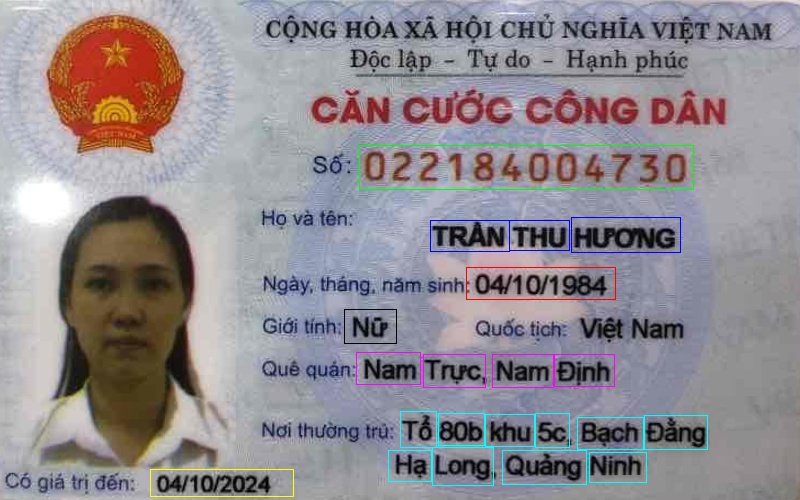 CỘNG HÒA XÃ HỘI CHỦ NGHĨA VIỆT NAM
Độc lập - Tự do - Hạnh phúc
CĂN CƯỚC CÔNG DÂN
VIỆT NAM
Số: 022184004730
Họ và tên:
TRẦN THU HƯƠNG
Ngày, tháng, năm sinh: 04/10/1984
Giới tính: Nữ Quốc tịch: Việt Nam
Quê quán: Nam Trực, Nam Định
Nơi thường trú: Tổ 80b khu 5c, Bạch Đằng
Hạ Long, Quảng Ninh
Có giá trị đến: 04/10/2024